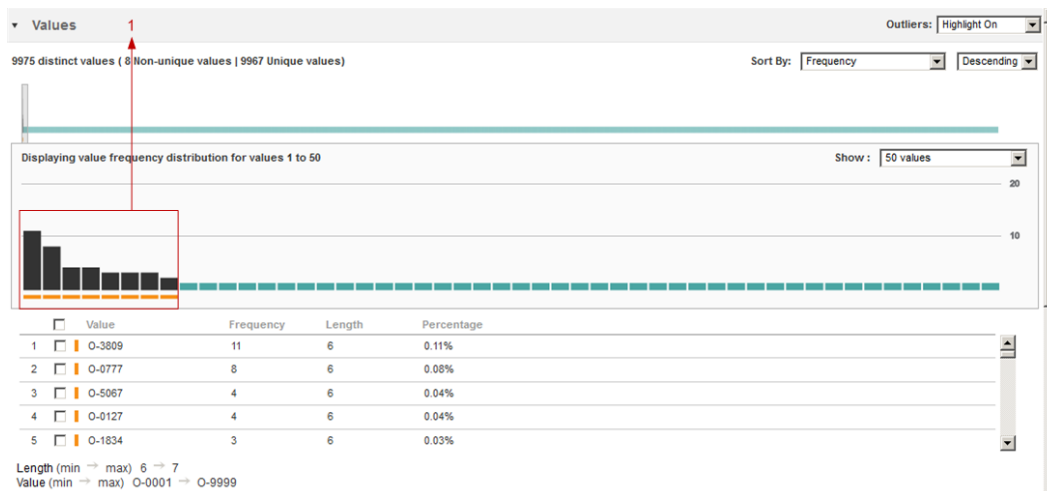 Values 1 Outliers: Highlight On
9975 distinct values ( 8 Non-unique values | 9967 Unique values) Sort By: Frequency Descending
Displaying value frequency distribution for values 1 to 50 Show : 50 values
20
10
Value Frequency Length Percentage
1 O-3809 11 6 0.11%
2 O-0777 8 6 0.08%
3 O-5067 4 6 0.04%
4 O-0127 4 6 0.04%
5 O-1834 3 6 0.03%
Length (min → max) 6 → 7
Value (min → max) O-0001 → O-9999